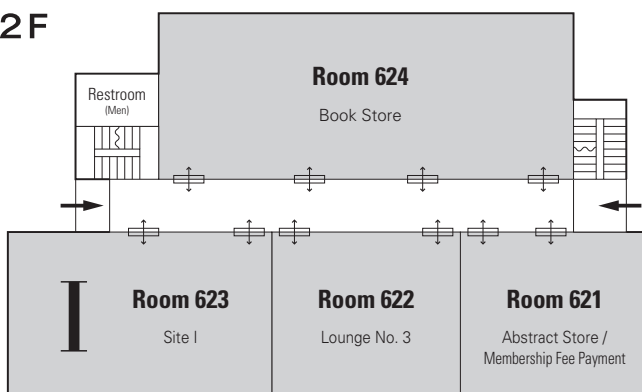 2F
Room 624
Book Store
Restroom
(Men)
I
Room 623
Site I
Room 622
Lounge No. 3
Room 621
Abstract Store /
Membership Fee Payment